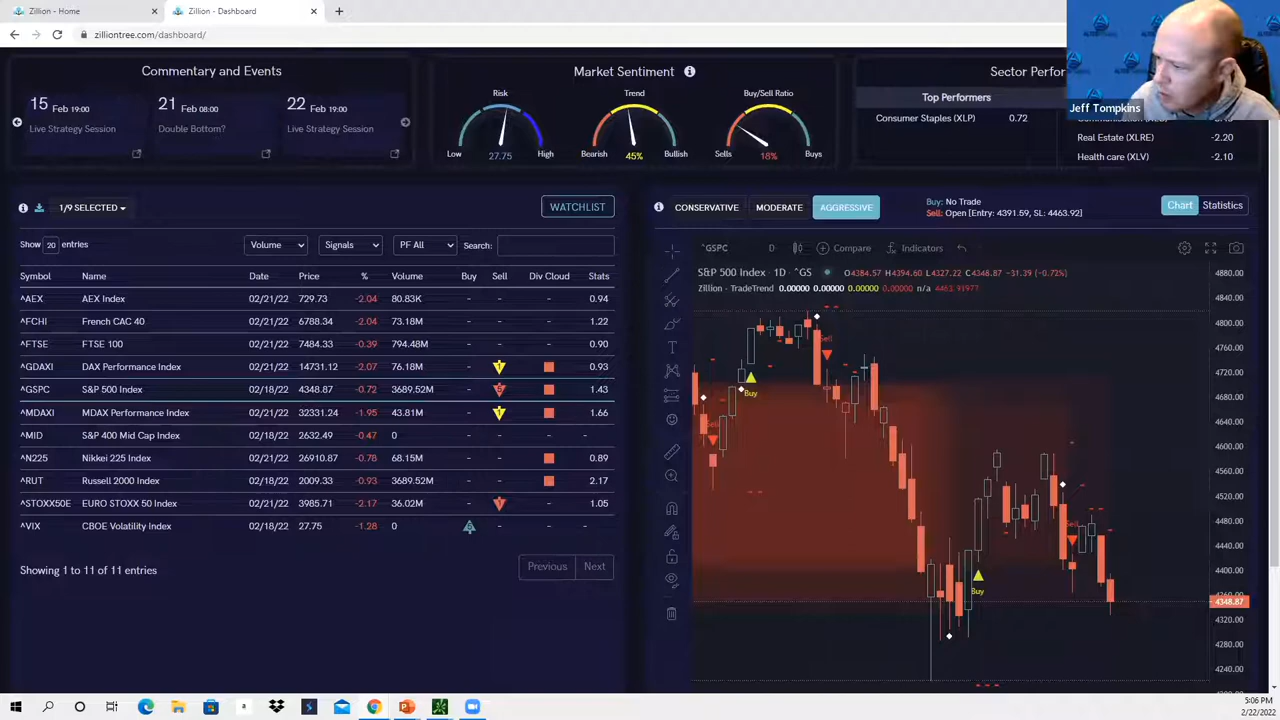 Zillion - Home
Zillion - Dashboard
zilliontree.com/dashboard/
Jeff Tompkins
Commentary and Events
15 Feb 19:00
Live Strategy Session
21 Feb 08:00
Double Bottom?
22 Feb 19:00
Live Strategy Session
Market Sentiment
Risk
Low 27.75 High
Trend
Bearish 45% Bullish
Buy/Sell Ratio
Sells 18% Buys
Sector Perfor
Top Performers
Consumer Staples (XLP) 0.72
Real Estate (XLRE) -2.20
Health care (XLV) -2.10
1/9 SELECTED
WATCHLIST
Show 20 entries
Volume
Signals
PF All
Search:
Symbol Name Date Price % Volume Buy Sell Div Cloud Stats
^AEX AEX Index 02/21/22 729.73 -2.04 80.83K - - - 0.94
^FCHI French CAC 40 02/21/22 6788.34 -2.04 73.18M - - - 1.22
^FTSE FTSE 100 02/21/22 7484.33 -0.39 794.48M - - - 0.90
^GDAXI DAX Performance Index 02/21/22 14731.12 -2.07 76.18M - 1 0.93
^GSPC S&P 500 Index 02/18/22 4348.87 -0.72 3689.52M - 5 1.43
^MDAXI MDAX Performance Index 02/21/22 32331.24 -1.95 43.81M - 1 1.66
^MID S&P 400 Mid Cap Index 02/18/22 2632.49 -0.47 0 - - - -
^N225 Nikkei 225 Index 02/21/22 26910.87 -0.78 68.15M - - 0.89
^RUT Russell 2000 Index 02/18/22 2009.33 -0.93 3689.52M - - 2.17
^STOXX50E EURO STOXX 50 Index 02/21/22 3985.71 -2.17 36.02M - - 1.05
^VIX CBOE Volatility Index 02/18/22 27.75 -1.28 0 - - -
Showing 1 to 11 of 11 entries
Previous Next
CONSERVATIVE MODERATE AGGRESSIVE
Buy: No Trade
Sell: Open [Entry: 4391.59, SL: 4463.92]
Chart Statistics
^GSPC D Compare Indicators
S&P 500 Index · 1D · ^GS O4384.57 H4394.60 L4327.22 C4348.87 -31.39 (-0.72%)
Zillion - TradeTrend 0.00000 0.00000 0.00000 0.00000 n/a 4463.91977
Sell
Buy
Sell
Buy
Sell
4880.00
4840.00
4800.00
4760.00
4720.00
4680.00
4640.00
4600.00
4560.00
4520.00
4480.00
4440.00
4400.00
4348.87
4320.00
4280.00
4240.00
5:06 PM
2/22/2022